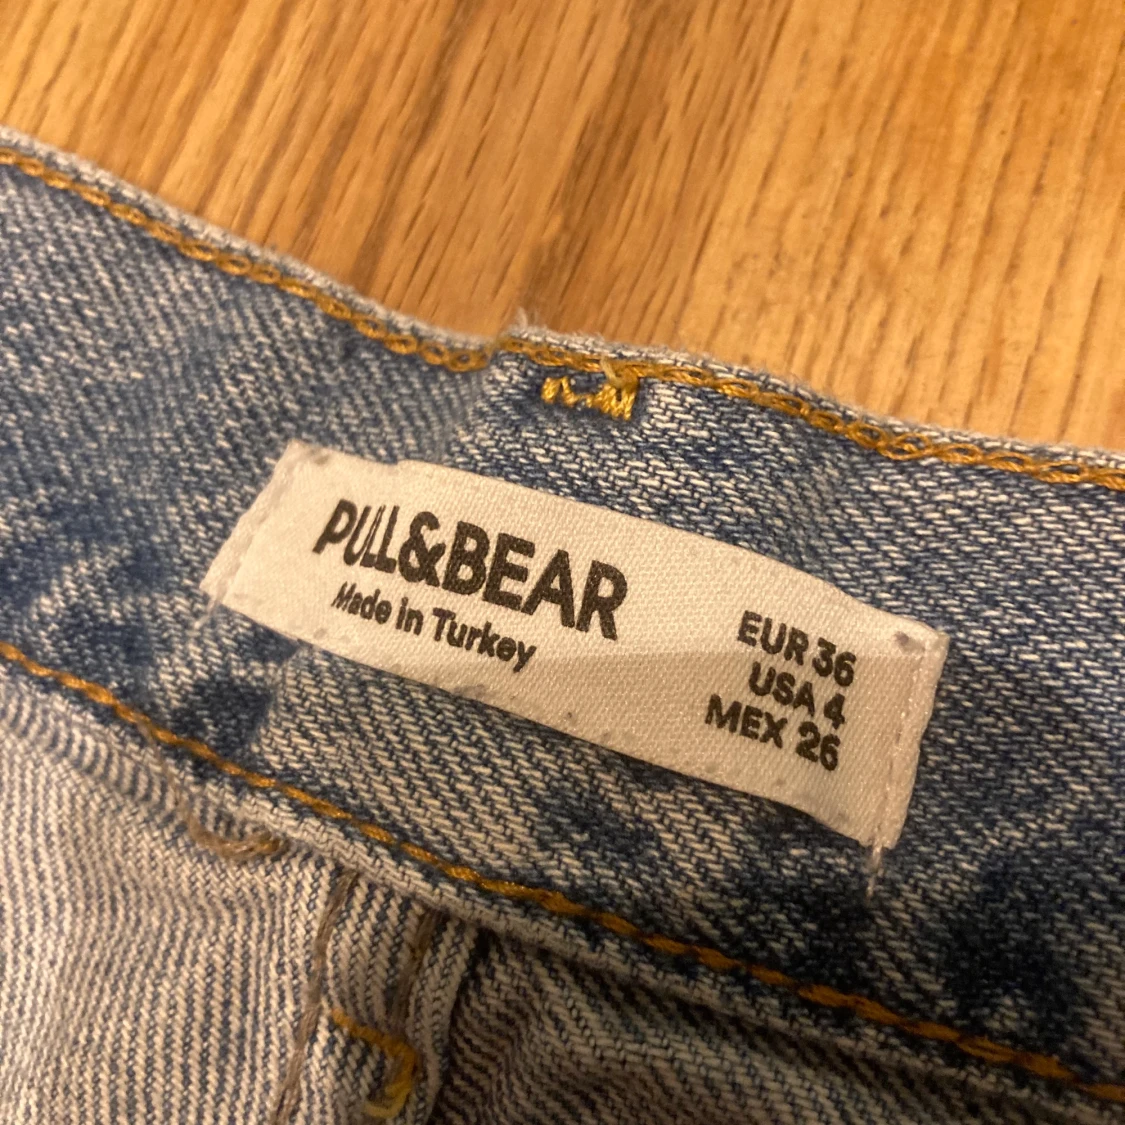 PULL&BEAR
Made in Turkey
EUR 36
USA 4
MEX 26